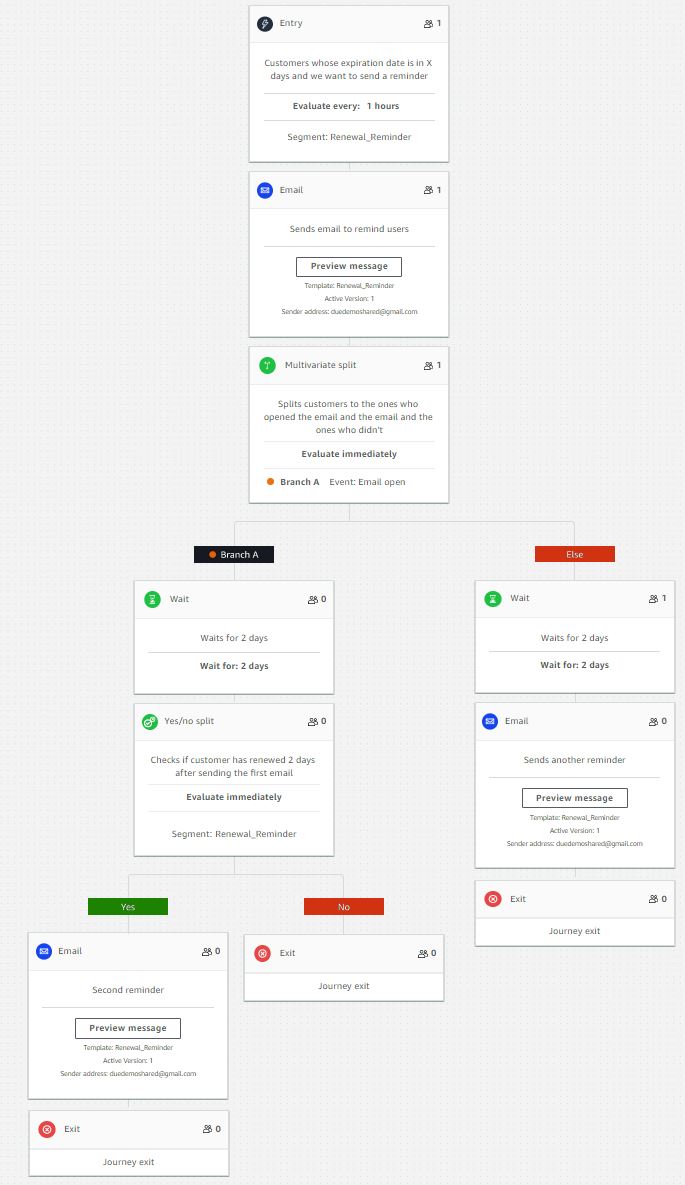 Entry 1
Customers whose expiration date is in X
days and we want to send a reminder
Evaluate every: 1 hours
Segment: Renewal_Reminder
Email 1
Sends email to remind users
Preview message
Template: Renewal_Reminder
Active Version: 1
Sender address: duedemoshared@gmail.com
Multivariate split 1
Splits customers to the ones who
opened the email and the email and the
ones who didn't
Evaluate immediately
Branch A Event: Email open
Branch A
Wait 0
Waits for 2 days
Wait for: 2 days
Yes/no split 0
Checks if customer has renewed 2 days
after sending the first email
Evaluate immediately
Segment: Renewal_Reminder
Yes
Email 0
Second reminder
Preview message
Template: Renewal_Reminder
Active Version: 1
Sender address: duedemoshared@gmail.com
Exit 0
Journey exit
No
Exit 0
Journey exit
Else
Wait 1
Waits for 2 days
Wait for: 2 days
Email 0
Sends another reminder
Preview message
Template: Renewal_Reminder
Active Version: 1
Sender address: duedemoshared@gmail.com
Exit 0
Journey exit